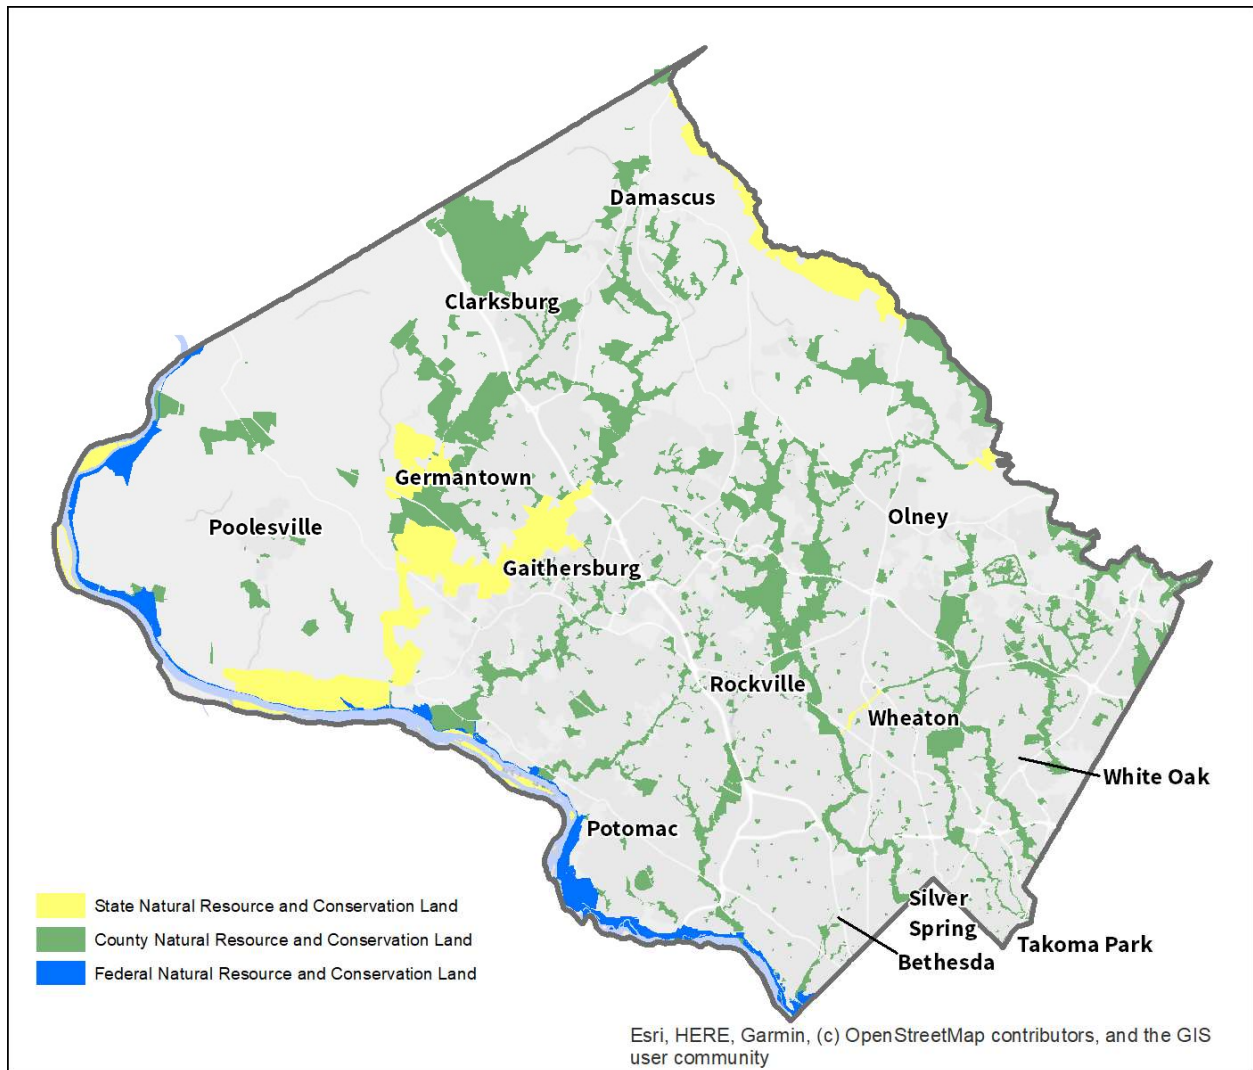 Damascus
Clarksburg
Germantown
Poolesville
Olney
Gaithersburg
Rockville
Wheaton
White Oak
Potomac
State Natural Resource and Conservation Land
County Natural Resource and Conservation Land
Federal Natural Resource and Conservation Land
Silver
Spring
Takoma Park
Bethesda
Esri, HERE, Garmin, (c) OpenStreetMap contributors, and the GIS
user community